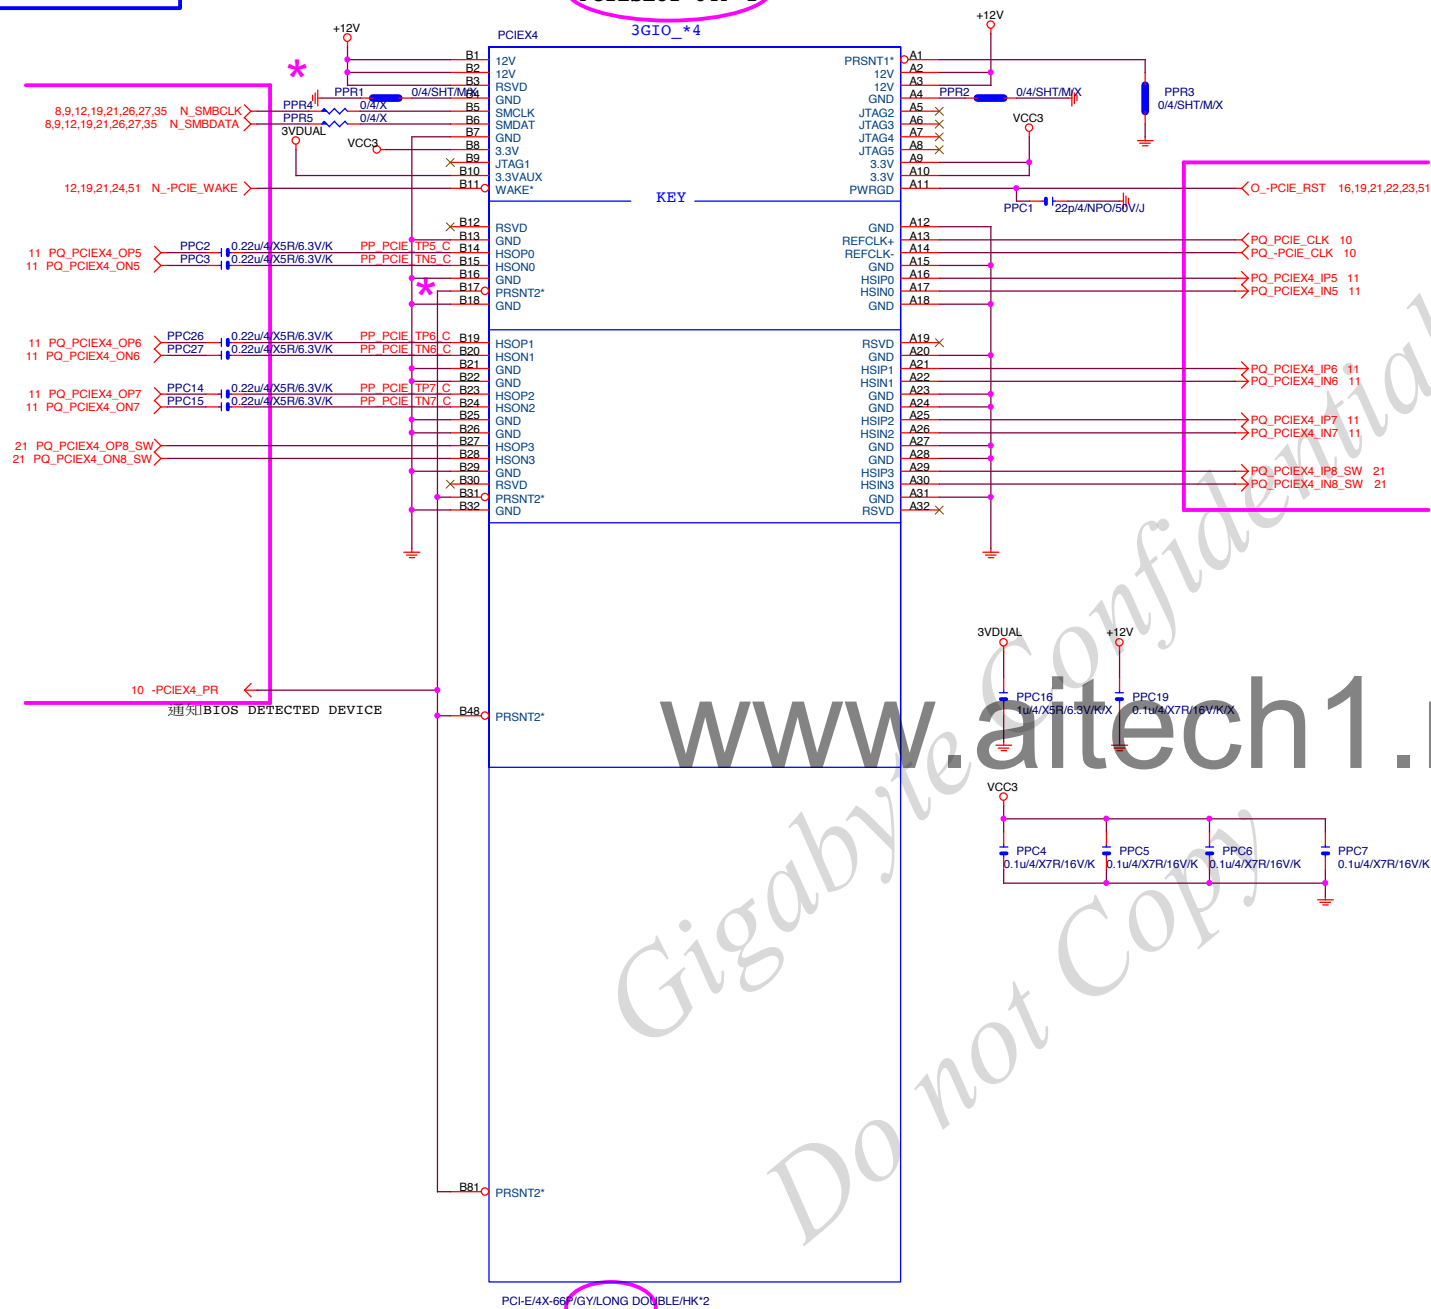 3GIO_*4
PCIEX4
+12V
+12V
B1 12V
B2 12V
B3 RSVD
B4 GND
B5 SMCLK
B6 SMDAT
B7 GND
B8 3.3V
B9 JTAG1
B10 3.3VAUX
B11 WAKE*
KEY
B12 RSVD
B13 GND
B14 HSOP0
B15 HSON0
B16 GND
B17 PRSNT2*
B18 GND
B19 HSOP1
B20 HSON1
B21 GND
B22 GND
B23 HSOP2
B24 HSON2
B25 GND
B26 GND
B27 HSOP3
B28 HSON3
B29 GND
B30 RSVD
B31 PRSNT2*
B32 GND
B48 PRSNT2*
B81 PRSNT2*
PRSNT1* A1
12V A2
12V A3
GND A4
JTAG2 A5
JTAG3 A6
JTAG4 A7
JTAG5 A8
3.3V A9
3.3V A10
PWRGD A11
GND A12
REFCLK+ A13
REFCLK- A14
GND A15
HSIP0 A16
HSIN0 A17
GND A18
RSVD A19
GND A20
HSIP1 A21
HSIN1 A22
GND A23
GND A24
HSIP2 A25
HSIN2 A26
GND A27
GND A28
HSIP3 A29
HSIN3 A30
GND A31
RSVD A32
*
PPR1 0/4/SHT/M/X
8,9,12,19,21,26,27,35 N_SMBCLK PPR4 0/4/X
8,9,12,19,21,26,27,35 N_SMBDATA PPR5 0/4/X
3VDUAL
VCC3
12,19,21,24,51 N_-PCIE_WAKE
11 PQ_PCIEX4_OP5 PPC2 0.22u/4/X5R/6.3V/K PP_PCIE_TP5_C
11 PQ_PCIEX4_ON5 PPC3 0.22u/4/X5R/6.3V/K PP_PCIE_TN5_C
*
11 PQ_PCIEX4_OP6 PPC26 0.22u/4/X5R/6.3V/K PP_PCIE_TP6_C
11 PQ_PCIEX4_ON6 PPC27 0.22u/4/X5R/6.3V/K PP_PCIE_TN6_C
11 PQ_PCIEX4_OP7 PPC14 0.22u/4/X5R/6.3V/K PP_PCIE_TP7_C
11 PQ_PCIEX4_ON7 PPC15 0.22u/4/X5R/6.3V/K PP_PCIE_TN7_C
21 PQ_PCIEX4_OP8_SW
21 PQ_PCIEX4_ON8_SW
10 -PCIEX4_PR
通知BIOS DETECTED DEVICE
PPR2 0/4/SHT/M/X
PPR3
0/4/SHT/M/X
VCC3
O_-PCIE_RST 16,19,21,22,23,51
PPC1 22p/4/NPO/50V/J
PQ_PCIE_CLK 10
PQ_-PCIE_CLK 10
PQ_PCIEX4_IP5 11
PQ_PCIEX4_IN5 11
PQ_PCIEX4_IP6 11
PQ_PCIEX4_IN6 11
PQ_PCIEX4_IP7 11
PQ_PCIEX4_IN7 11
PQ_PCIEX4_IP8_SW 21
PQ_PCIEX4_IN8_SW 21
3VDUAL
PPC16
1u/4/X5R/6.3V/K/X
+12V
PPC19
0.1u/4/X7R/16V/K/X
VCC3
PPC4
0.1u/4/X7R/16V/K
PPC5
0.1u/4/X7R/16V/K
PPC6
0.1u/4/X7R/16V/K
PPC7
0.1u/4/X7R/16V/K
www.aitech1.
Gigabyte Confidential
Do not Copy
PCI-E/4X-66P/GY/LONG DOUBLE/HK*2